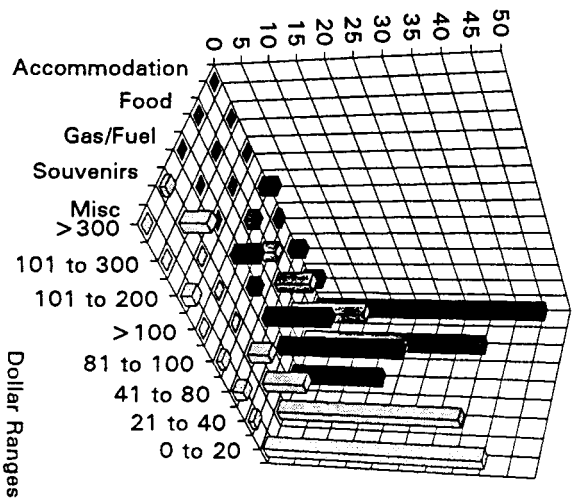 0 5 10 15 20 25 30 35 40 45 50
Accommodation
Food
Gas/Fuel
Souvenirs
Misc
>300
101 to 300
101 to 200
>100
81 to 100
41 to 80
21 to 40
0 to 20
Dollar Ranges